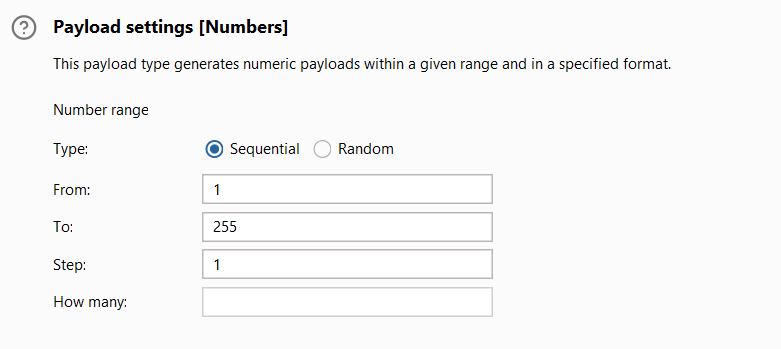 Payload settings [Numbers]
This payload type generates numeric payloads within a given range and in a specified format.
Number range
Type: Sequential Random
From: 1
To: 255
Step: 1
How many: